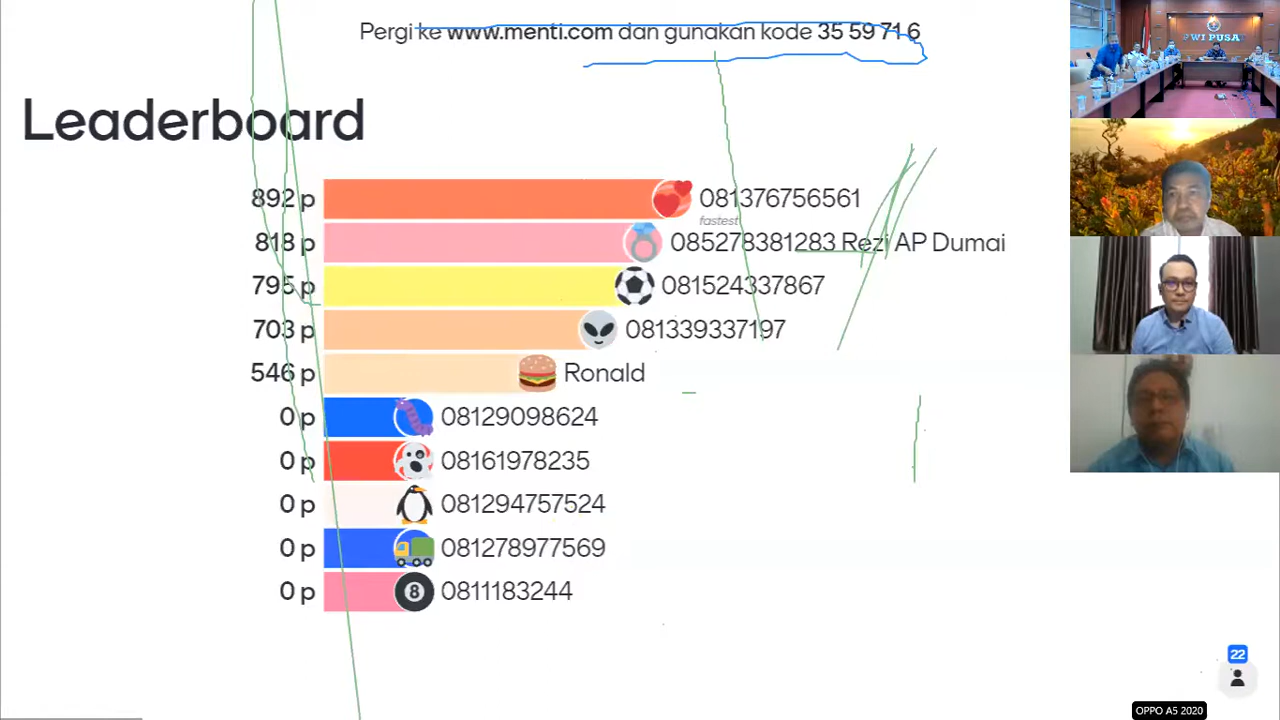 Pergi ke www.menti.com dan gunakan kode 35 59 71 6
Leaderboard
892 p 081376756561
fastest
818 p 085278381283 Rezi AP Dumai
795 p 081524337867
703 p 081339337197
546 p Ronald
0 p 08129098624
0 p 08161978235
0 p 081294757524
0 p 081278977569
0 p 8 0811183244
PWI PUSAT
22
OPPO A5 2020